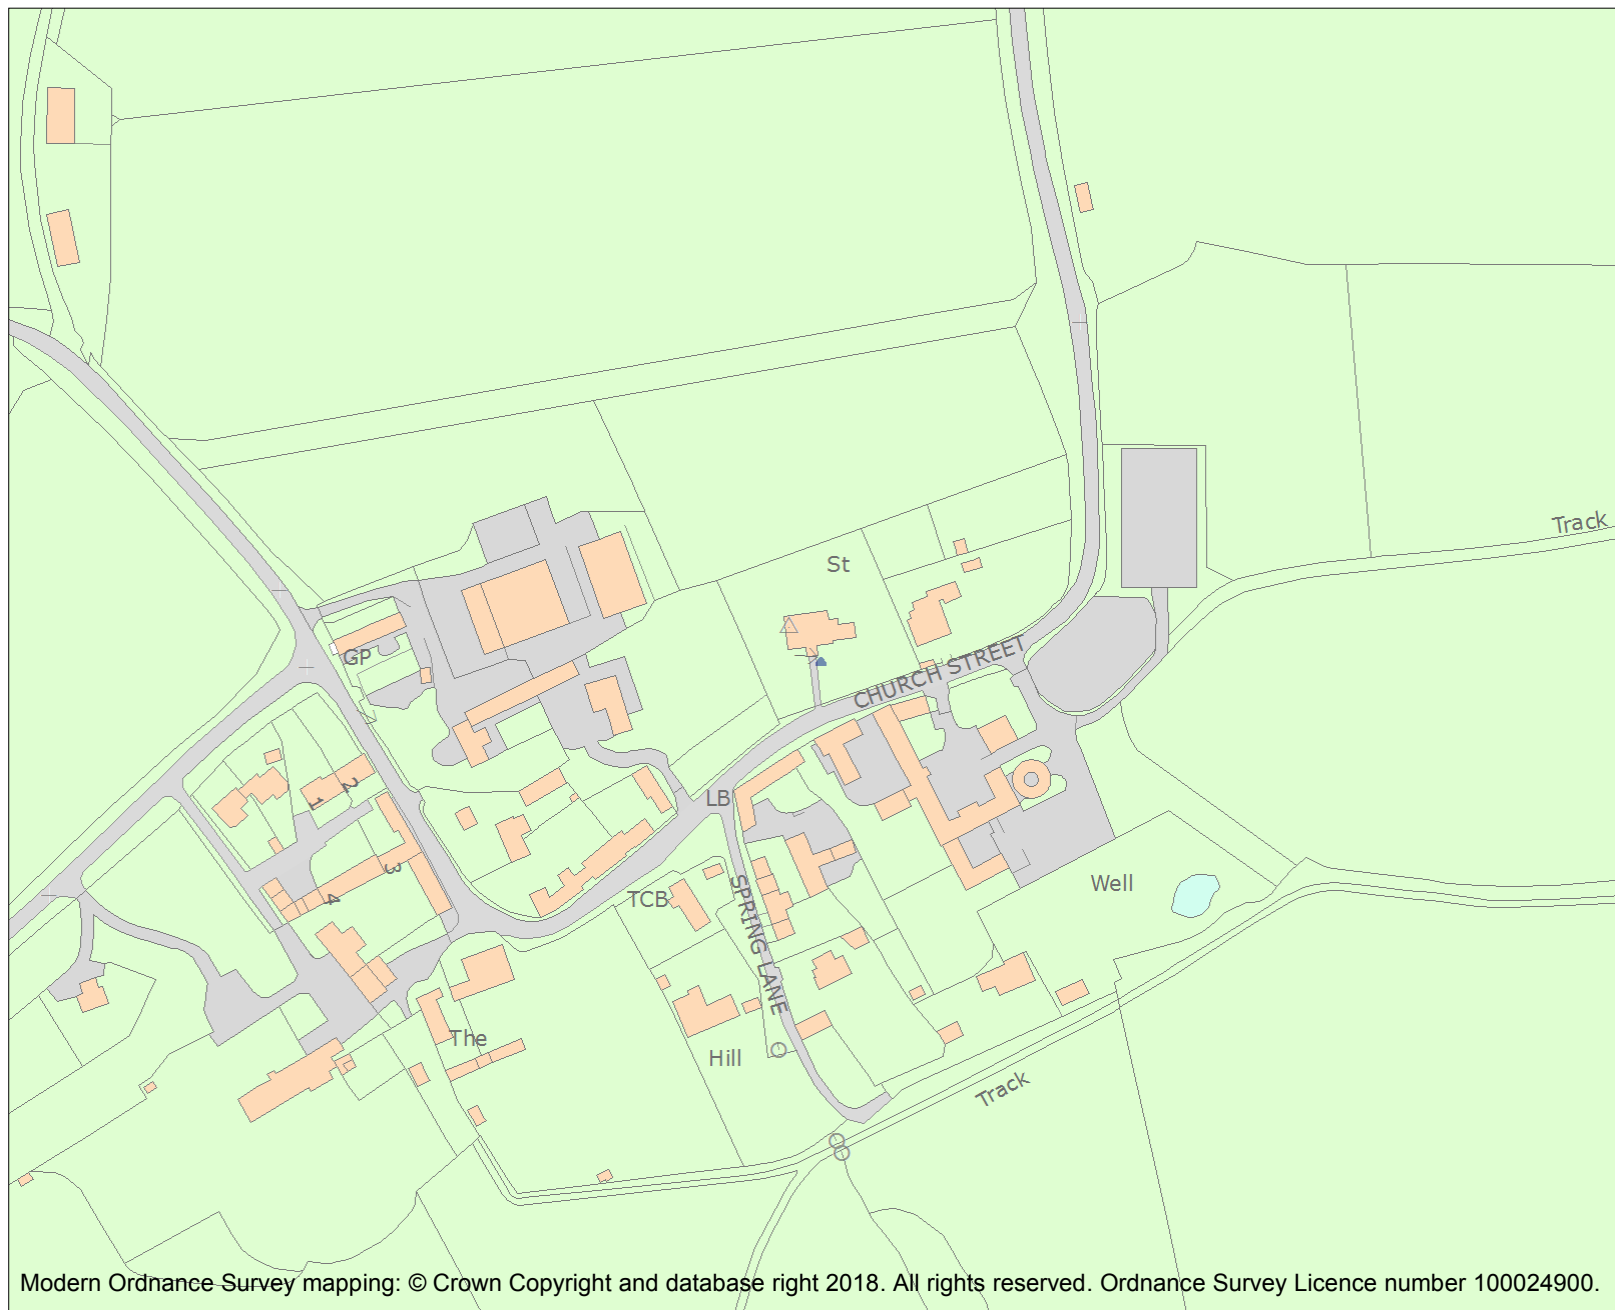 Track
St
CHURCH STREET
GP
2
1
LB
3
Well
4
TCB
SPRING LANE
The
Hill
Track
Modern Ordnance Survey mapping: © Crown Copyright and database right 2018. All rights reserved. Ordnance Survey Licence number 100024900.